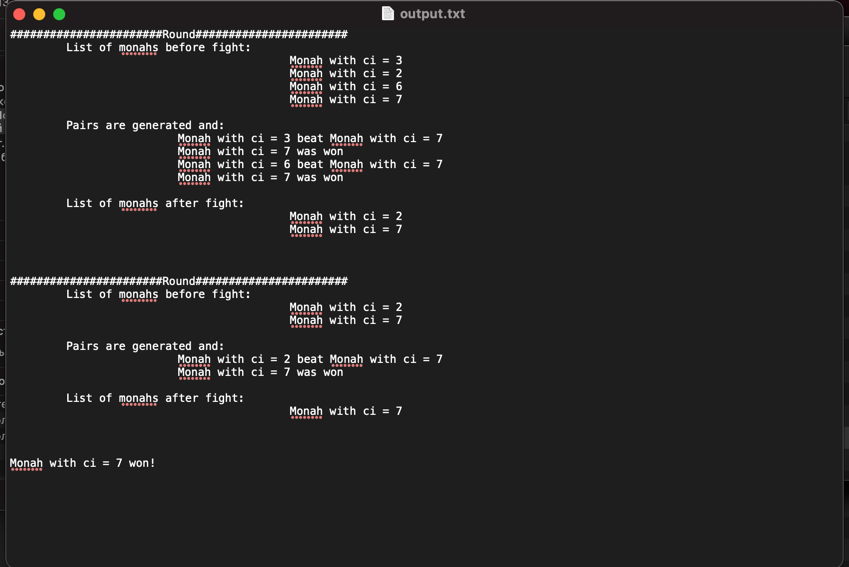 output.txt
#######################Round#######################
List of monahs before fight:
Monah with ci = 3
Monah with ci = 2
Monah with ci = 6
Monah with ci = 7
Pairs are generated and:
Monah with ci = 3 beat Monah with ci = 7
Monah with ci = 7 was won
Monah with ci = 6 beat Monah with ci = 7
Monah with ci = 7 was won
List of monahs after fight:
Monah with ci = 2
Monah with ci = 7
#######################Round#######################
List of monahs before fight:
Monah with ci = 2
Monah with ci = 7
Pairs are generated and:
Monah with ci = 2 beat Monah with ci = 7
Monah with ci = 7 was won
List of monahs after fight:
Monah with ci = 7
Monah with ci = 7 won!